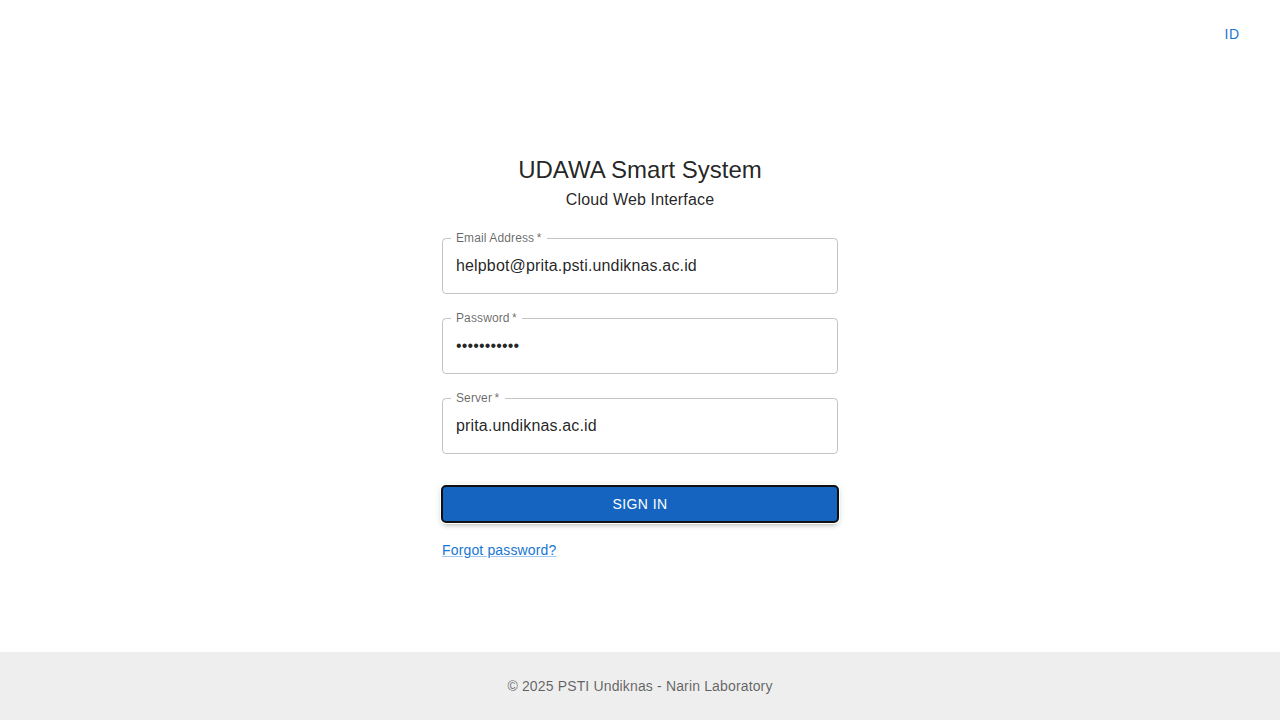 ID
UDAWA Smart System
Cloud Web Interface
Email Address *
helpbot@prita.psti.undiknas.ac.id
Password *
•••••••••••
Server *
prita.undiknas.ac.id
SIGN IN
Forgot password?
© 2025 PSTI Undiknas - Narin Laboratory